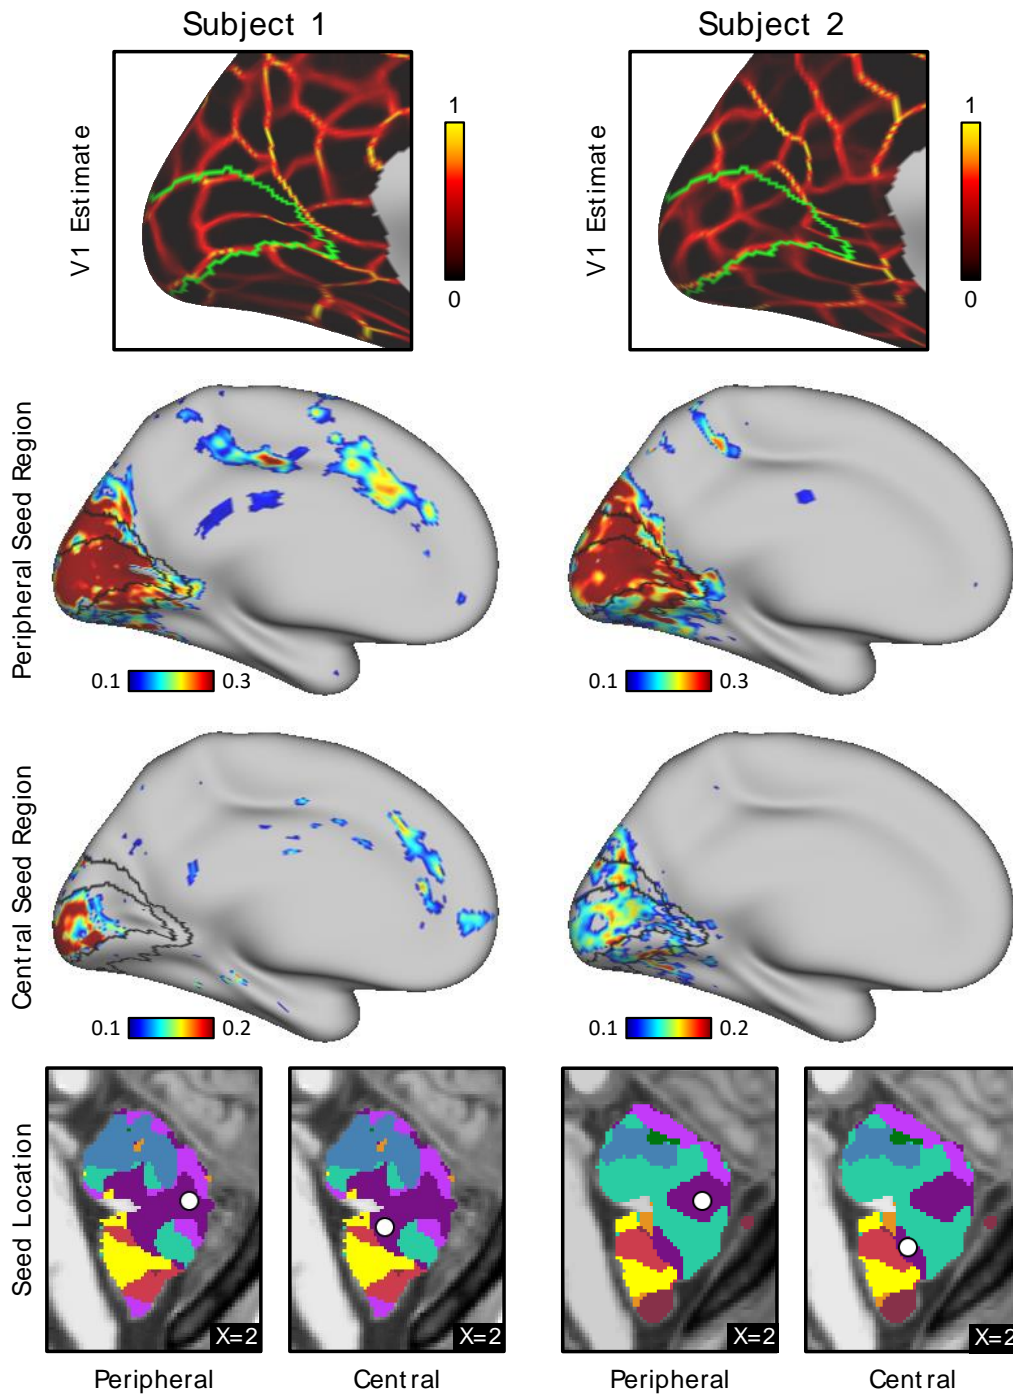 Subject 1
Subject 2
V1 Estimate
1
0
V1 Estimate
1
0
Peripheral Seed Region
0.1
0.3
0.1
0.3
Central Seed Region
0.1
0.2
0.1
0.2
Seed Location
X=2
X=2
X=2
X=2
Peripheral
Central
Peripheral
Central